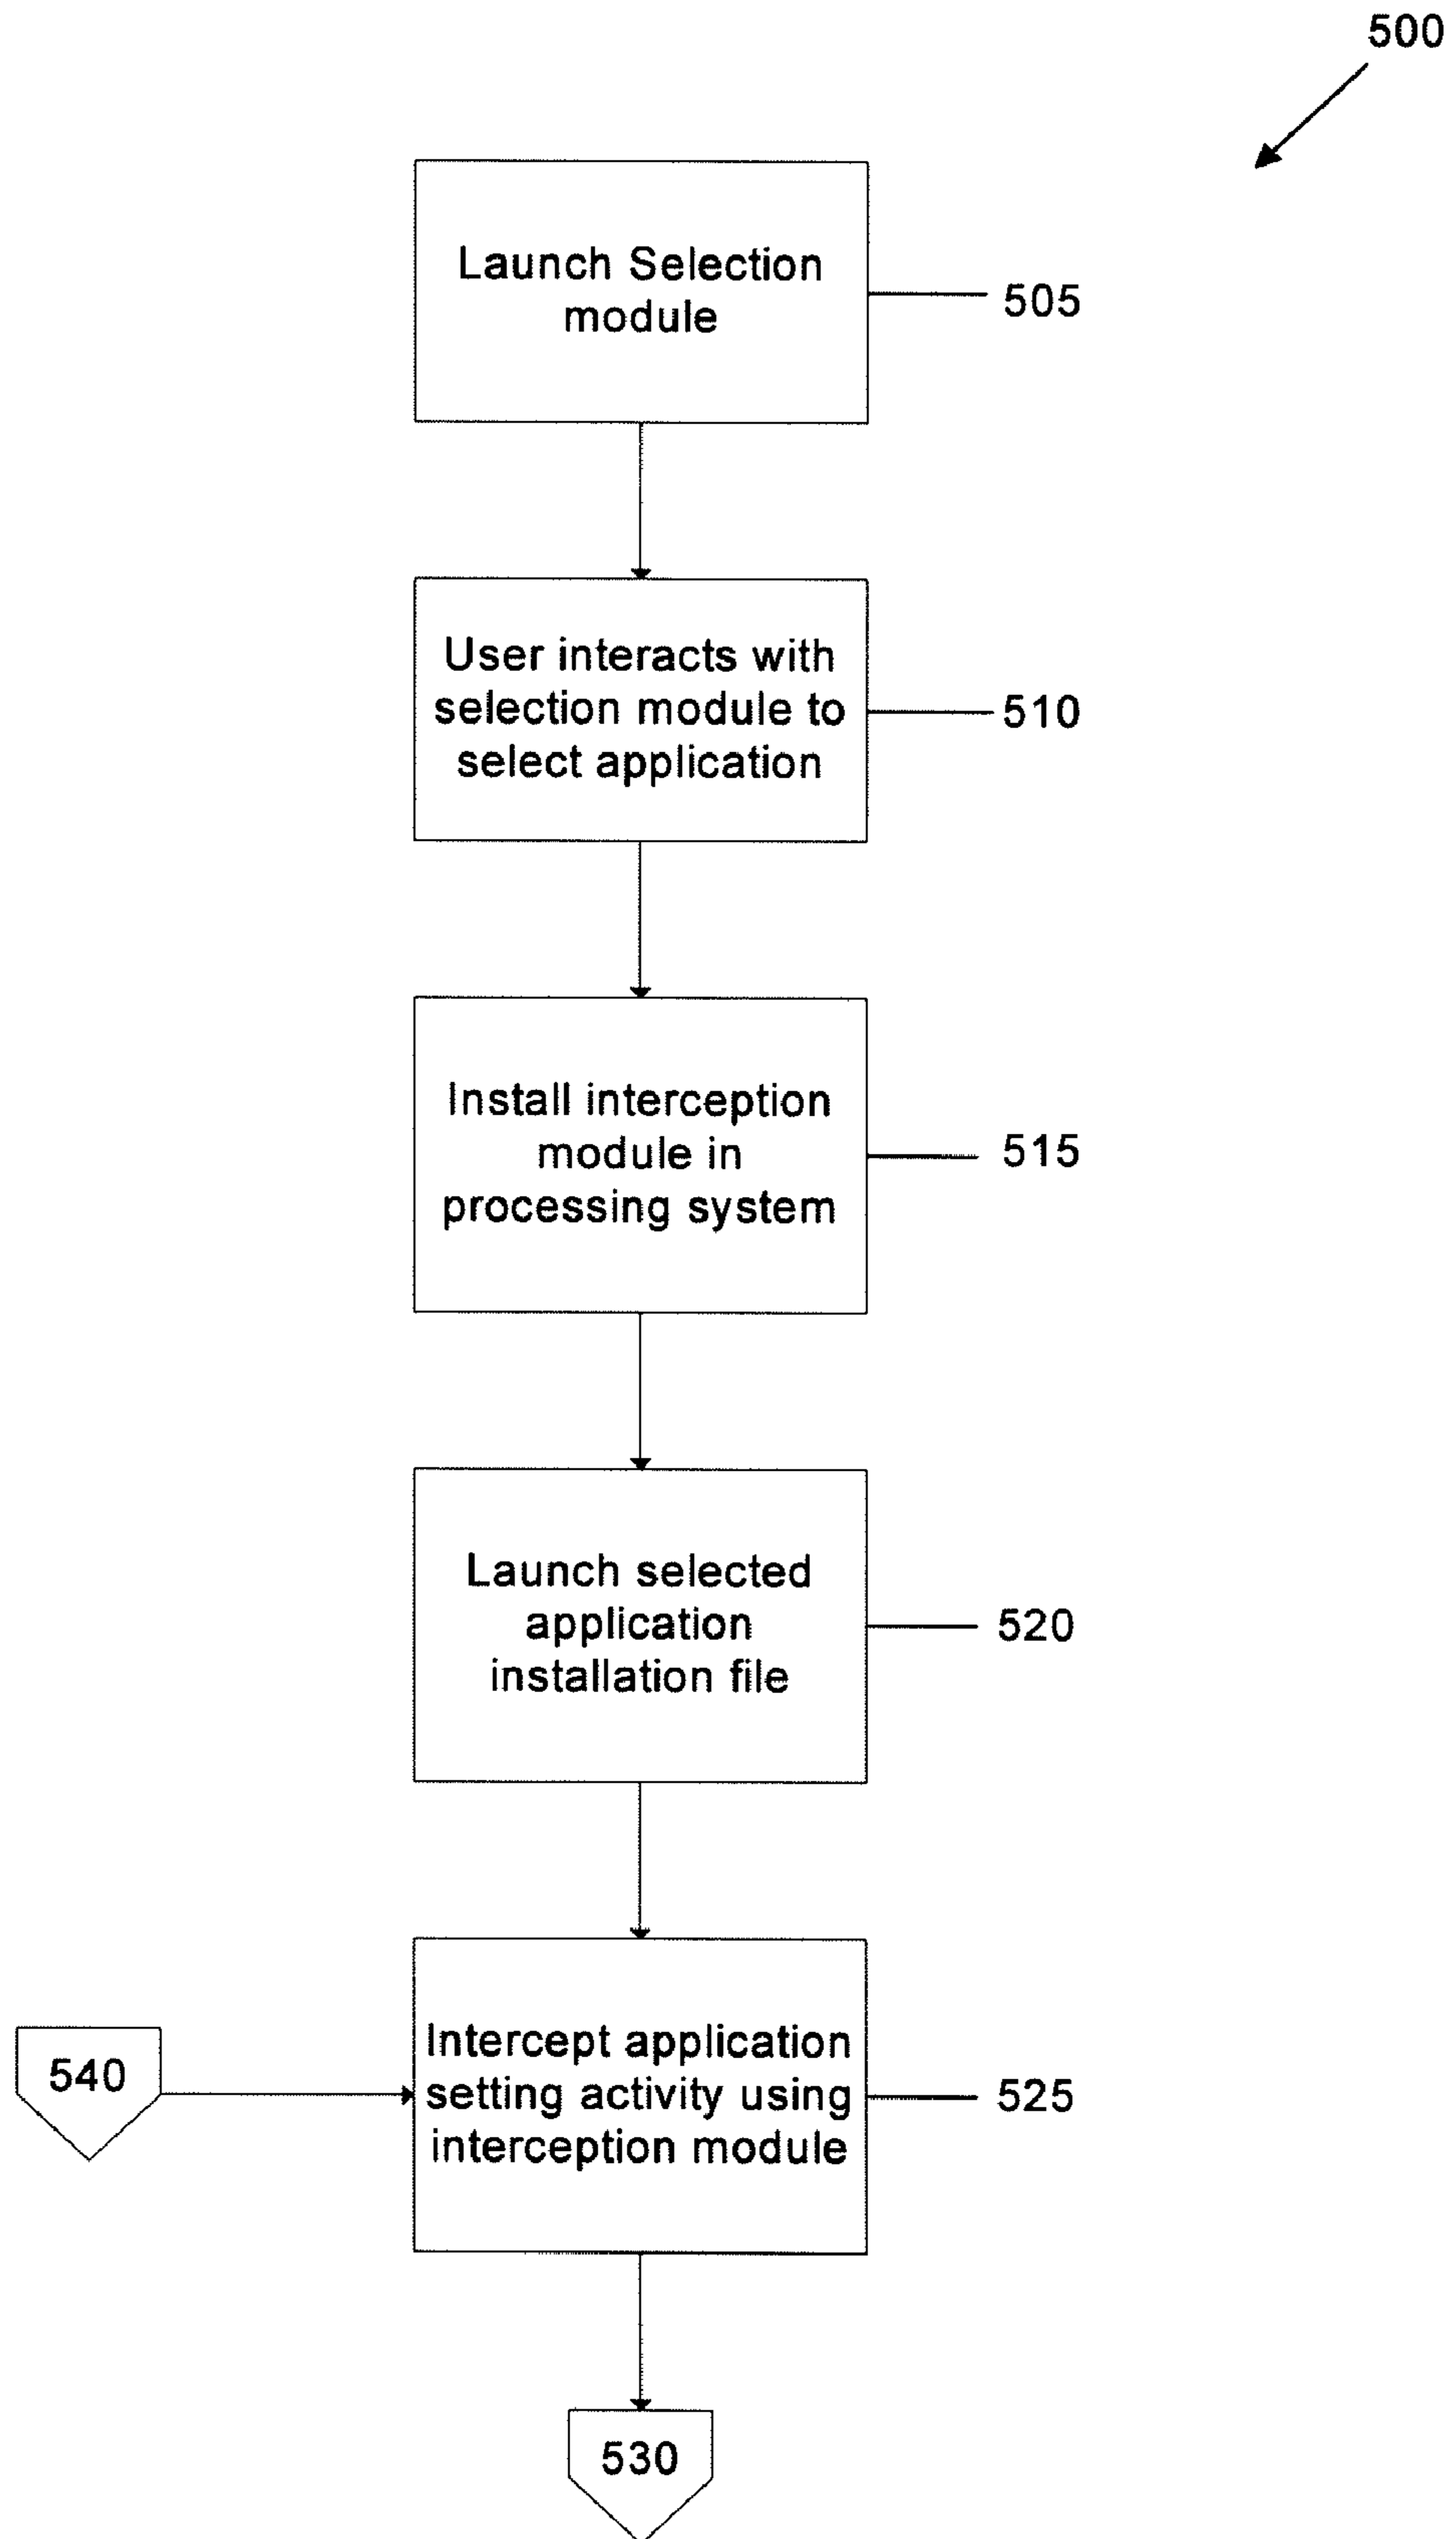 500
Launch Selection
module
505
User interacts with
selection module to
select application
510
Install interception
module in
processing system
515
Launch selected
application
installation file
520
540
Intercept application
setting activity using
interception module
525
530